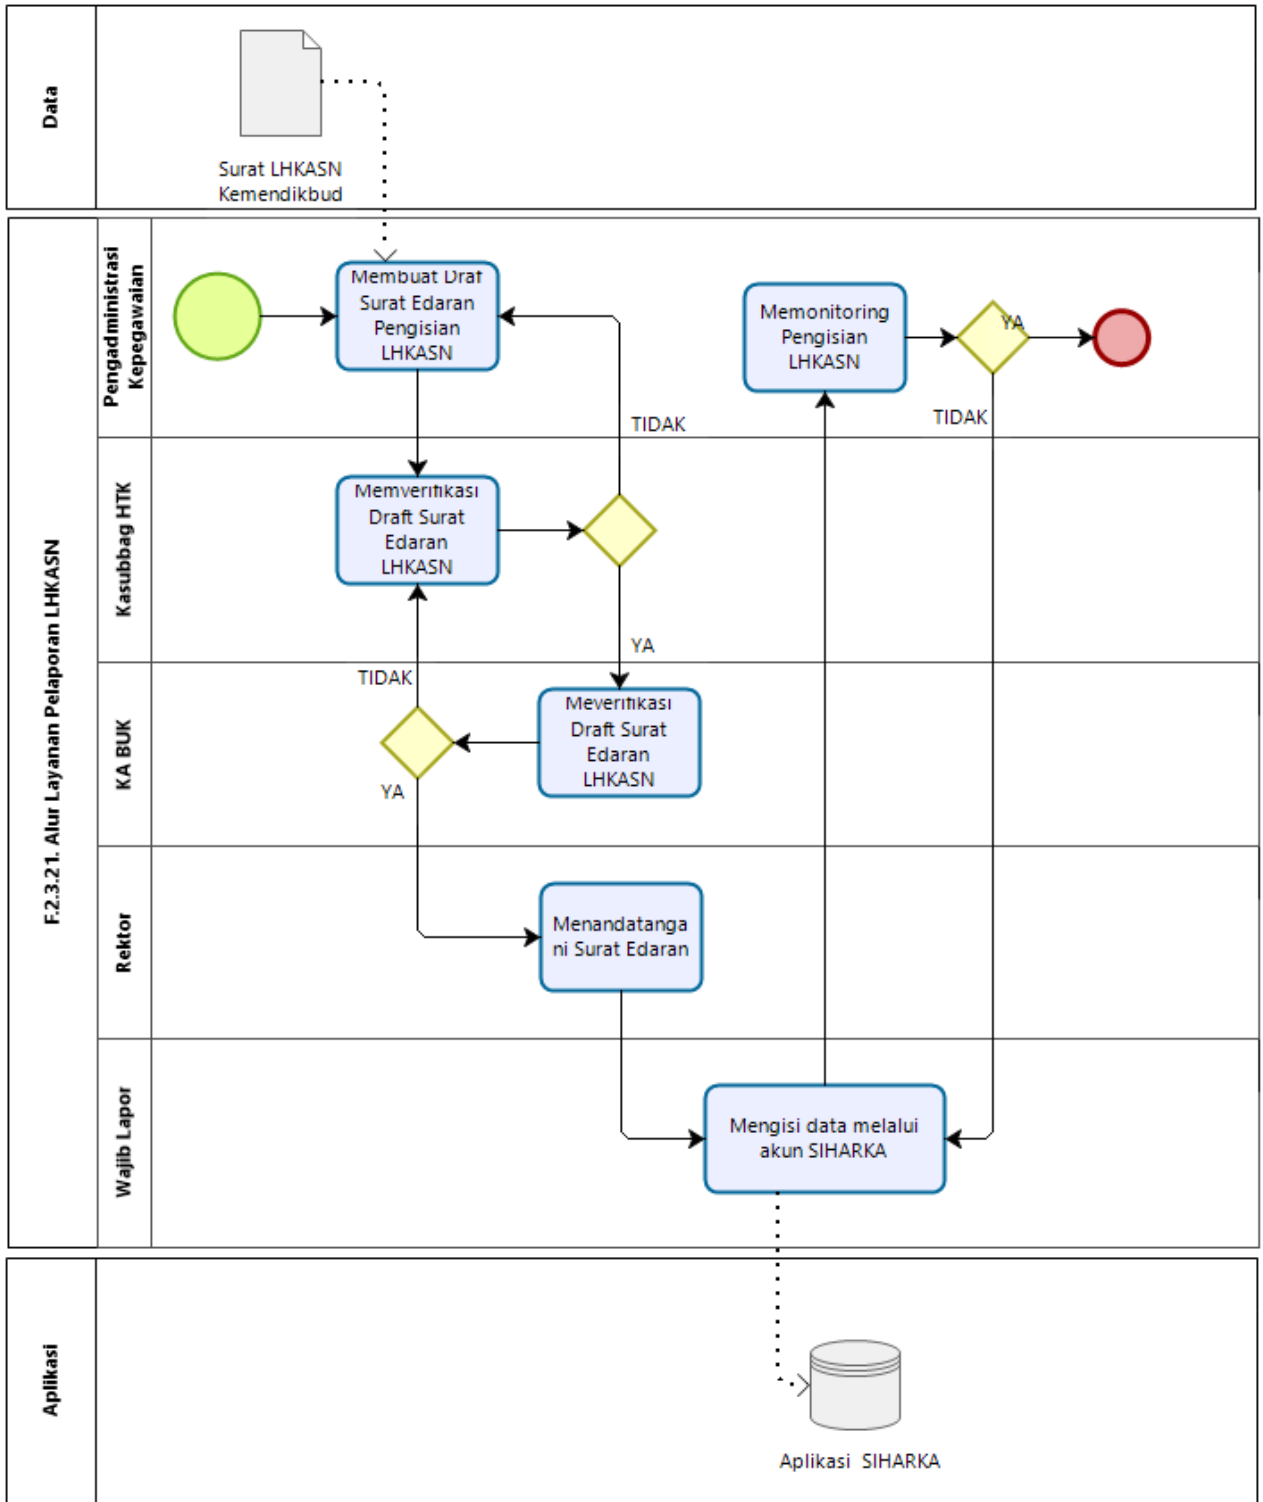 Data
Surat LHKASN
Kemendikbud
F.2.3.21. Alur Layanan Pelaporan LHKASN
Pengadministrasi
Kepegawaian
Membuat Draf
Surat Edaran
Pengisian
LHKASN
Memonitoring
Pengisian
LHKASN
YA
TIDAK
TIDAK
Kasubbag HTK
Memverifikasi
Draft Surat
Edaran
LHKASN
YA
KA BUK
TIDAK
Meverifikasi
Draft Surat
Edaran
LHKASN
YA
Rektor
Menandatanga
ni Surat Edaran
Wajib Lapor
Mengisi data melalui
akun SIHARKA
Aplikasi
Aplikasi SIHARKA